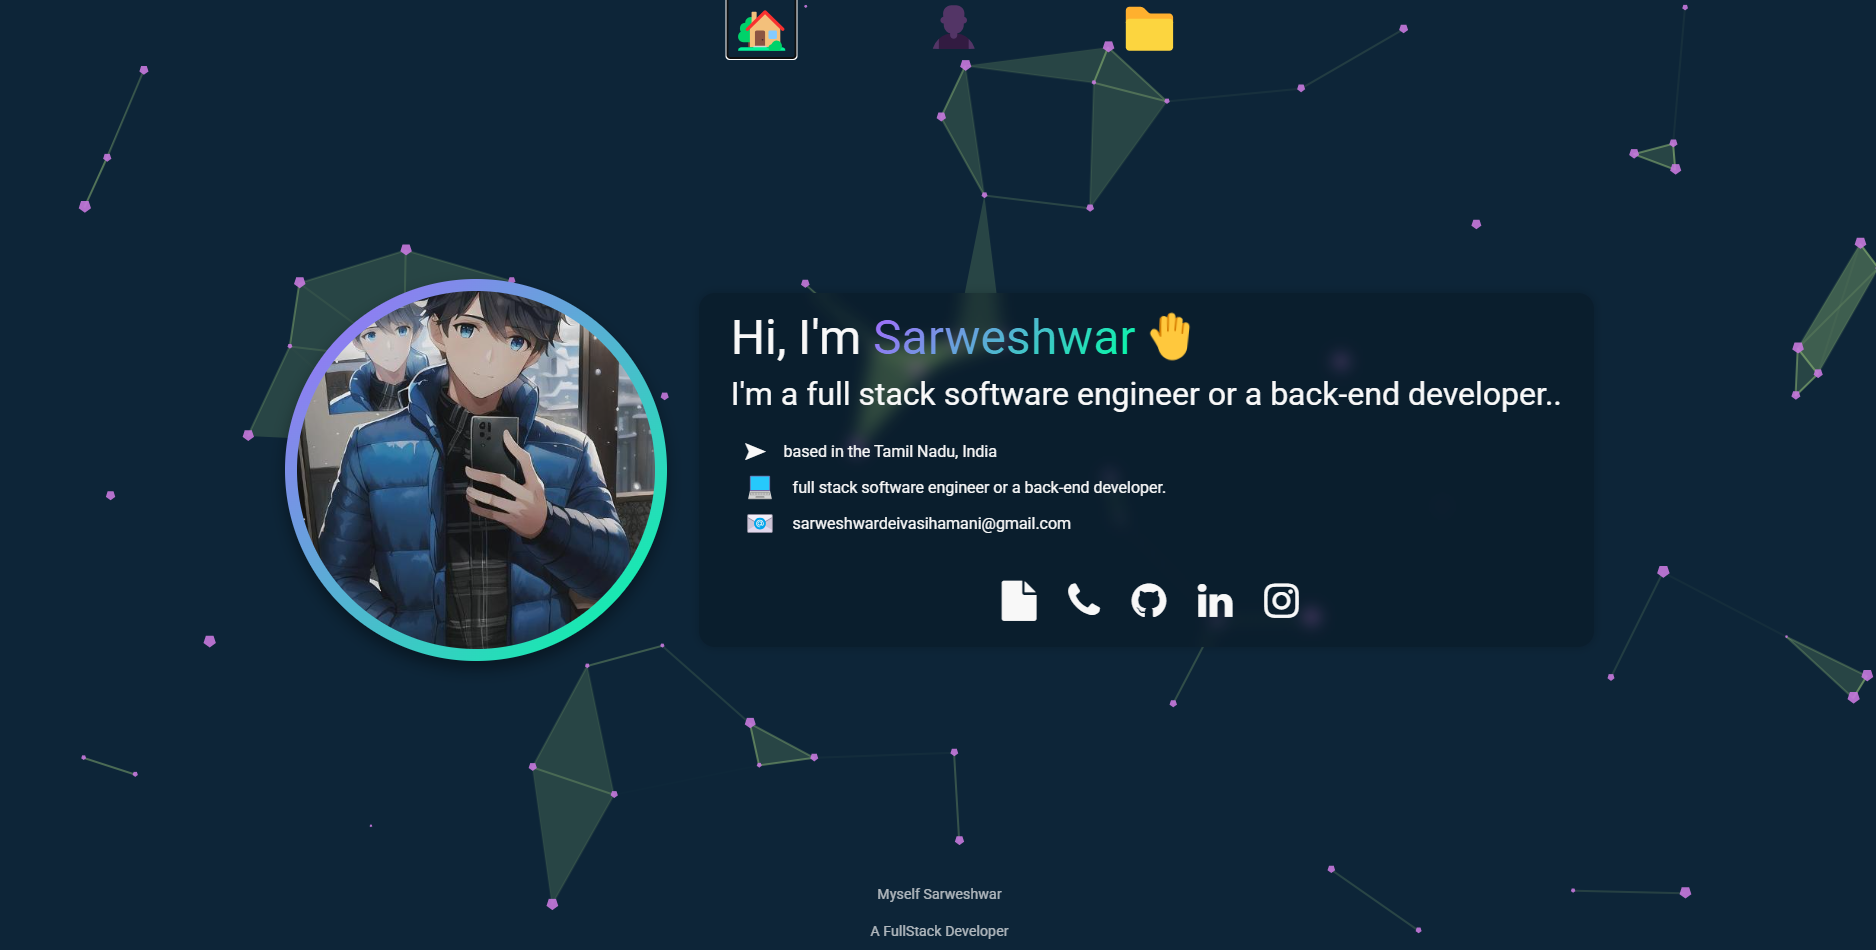 Hi, I'm Sarweshwar
I'm a full stack software engineer or a back-end developer..
based in the Tamil Nadu, India
full stack software engineer or a back-end developer.
sarweshwardeivasihamani@gmail.com
Myself Sarweshwar
A FullStack Developer